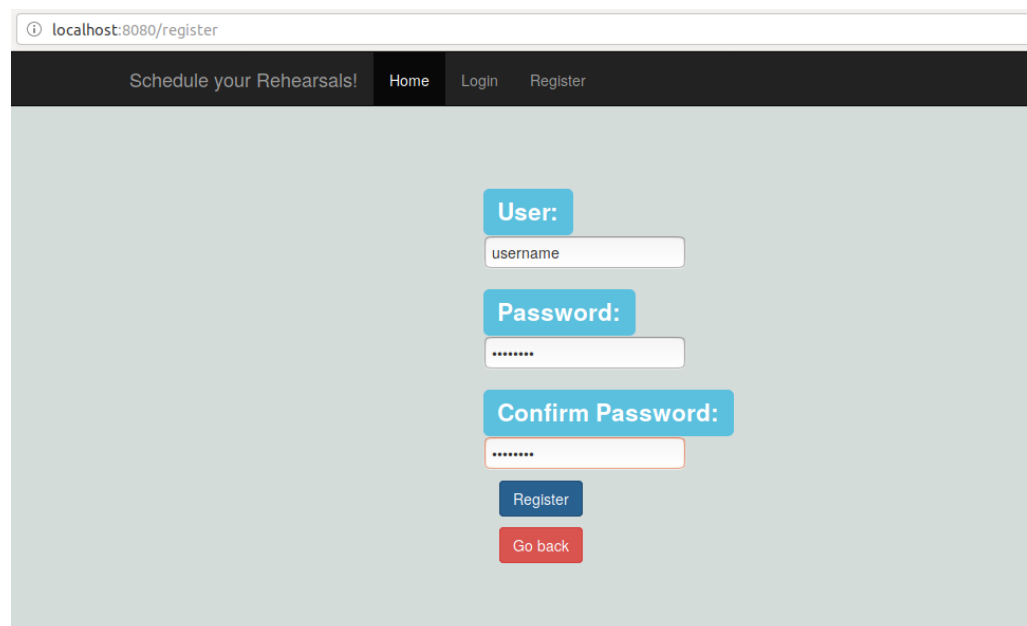 localhost:8080/register
Schedule your Rehearsals! Home Login Register
User:
username
Password:
••••••••
Confirm Password:
••••••••
Register
Go back